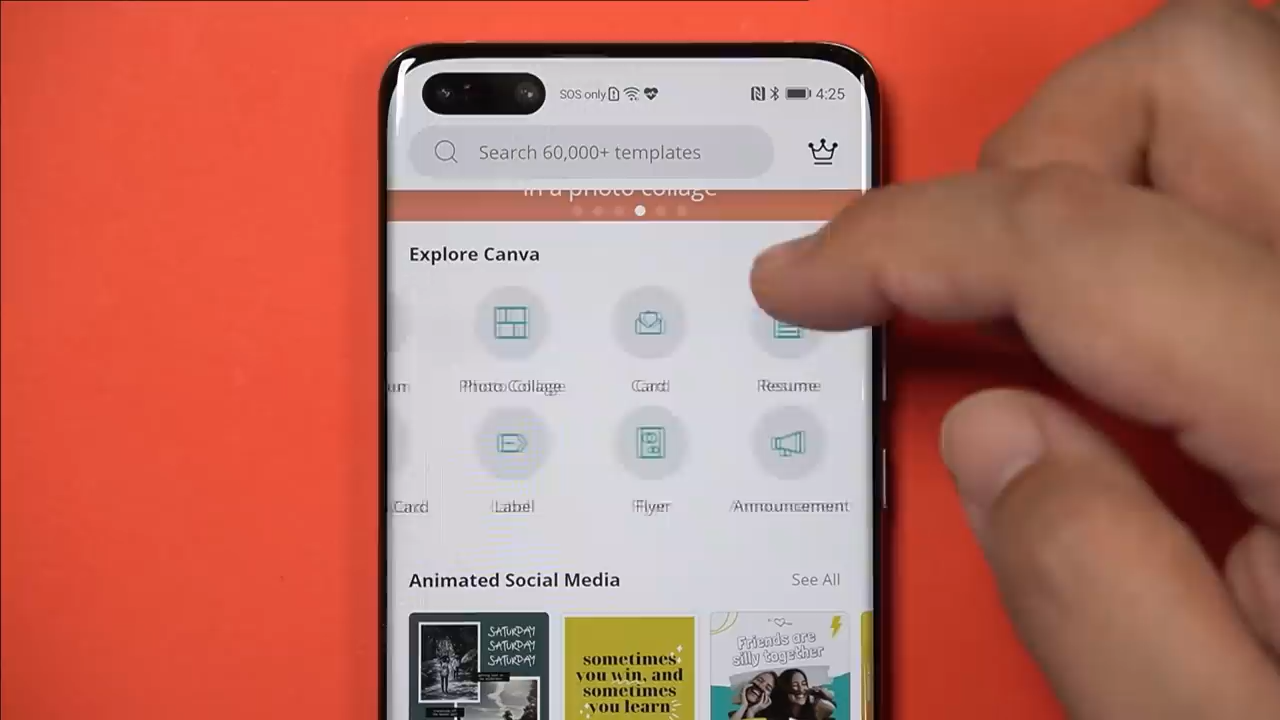 SOS only 4:25
Search 60,000+ templates
in a photo collage
Explore Canva
um Photo Collage Card Resume
Card Label Flyer Announcement
Animated Social Media See All
SATURDAY
SATURDAY
SATURDAY
sometimes
you win, and
sometimes
you learn
Friends are
silly together